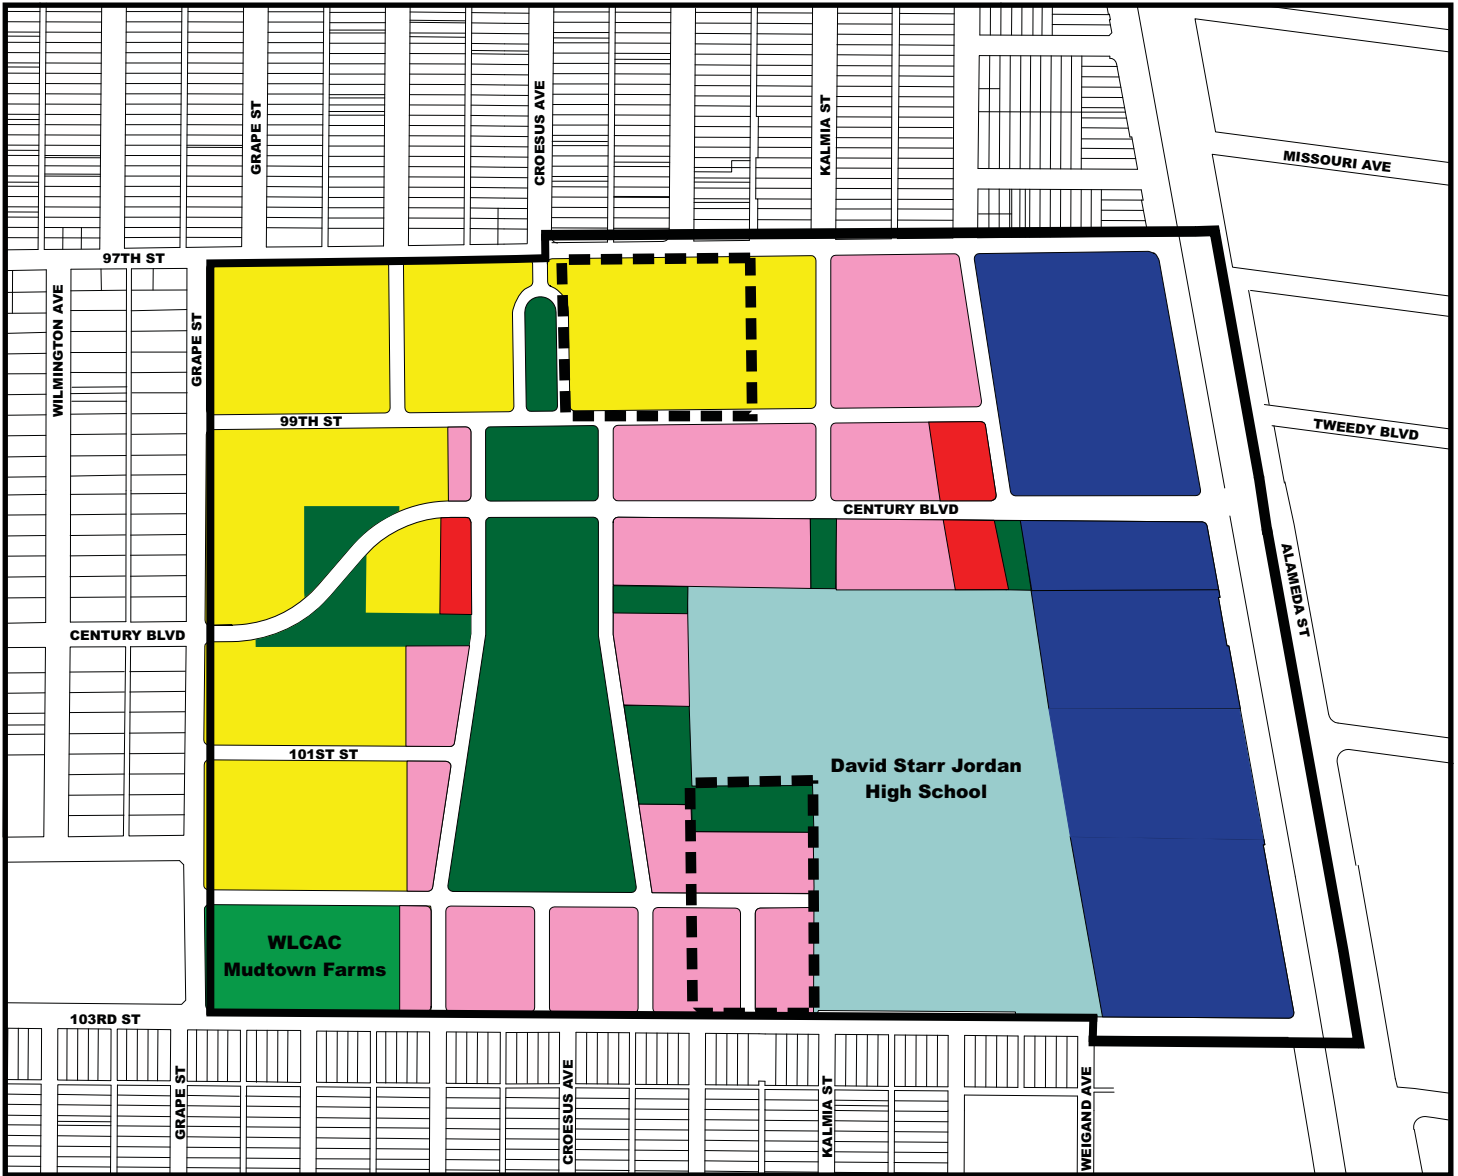 GRAPE ST
CROESUS AVE
KALMIA ST
MISSOURI AVE
97TH ST
WILMINGTON AVE
GRAPE ST
99TH ST
TWEEDY BLVD
CENTURY BLVD
ALAMEDA ST
CENTURY BLVD
101ST ST
David Starr Jordan
High School
WLCAC
Mudtown Farms
103RD ST
GRAPE ST
CROESUS AVE
KALMIA ST
WEIGAND AVE